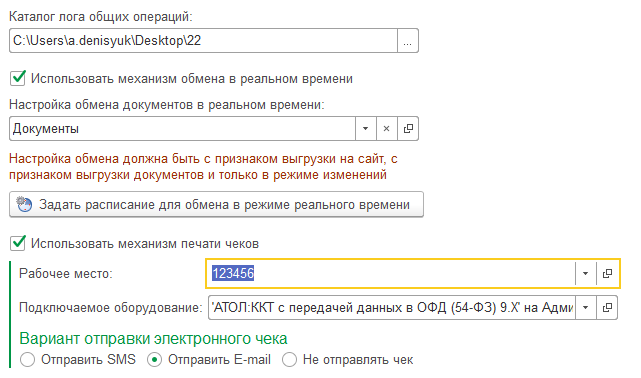 Каталог лога общих операций:
C:\Users\a.denisyuk\Desktop\22 ...
Использовать механизм обмена в реальном времени
Настройка обмена документов в реальном времени:
Документы
Настройка обмена должна быть с признаком выгрузки на сайт, с
признаком выгрузки документов и только в режиме изменений
Задать расписание для обмена в режиме реального времени
Использовать механизм печати чеков
Рабочее место: 123456
Подключаемое оборудование: 'АТОЛ:ККТ с передачей данных в ОФД (54-ФЗ) 9.X' на Адми
Вариант отправки электронного чека
Отправить SMS Отправить E-mail Не отправлять чек